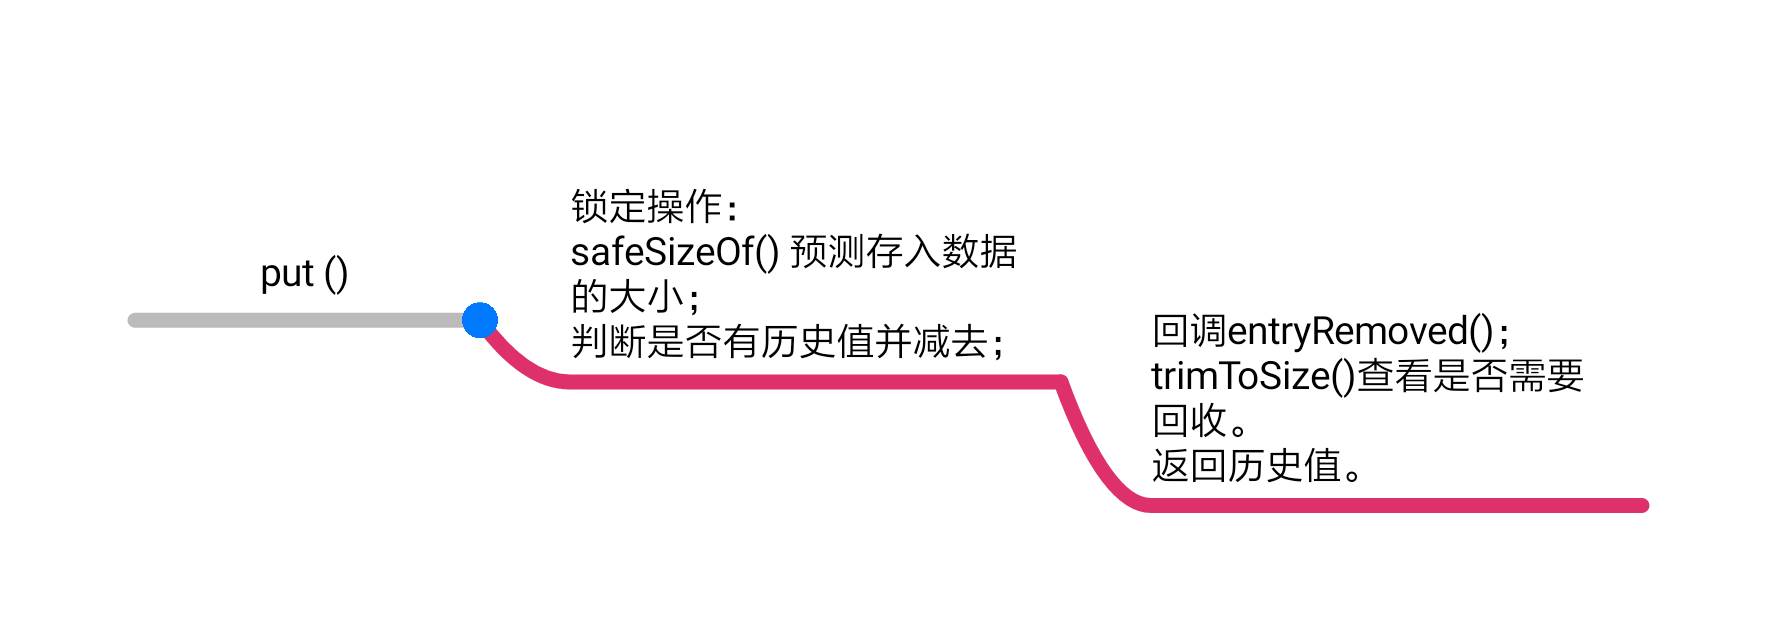 put ()
锁定操作：
safeSizeOf() 预测存入数据
的大小；
判断是否有历史值并减去；
回调entryRemoved()；
trimToSize()查看是否需要
回收。
返回历史值。